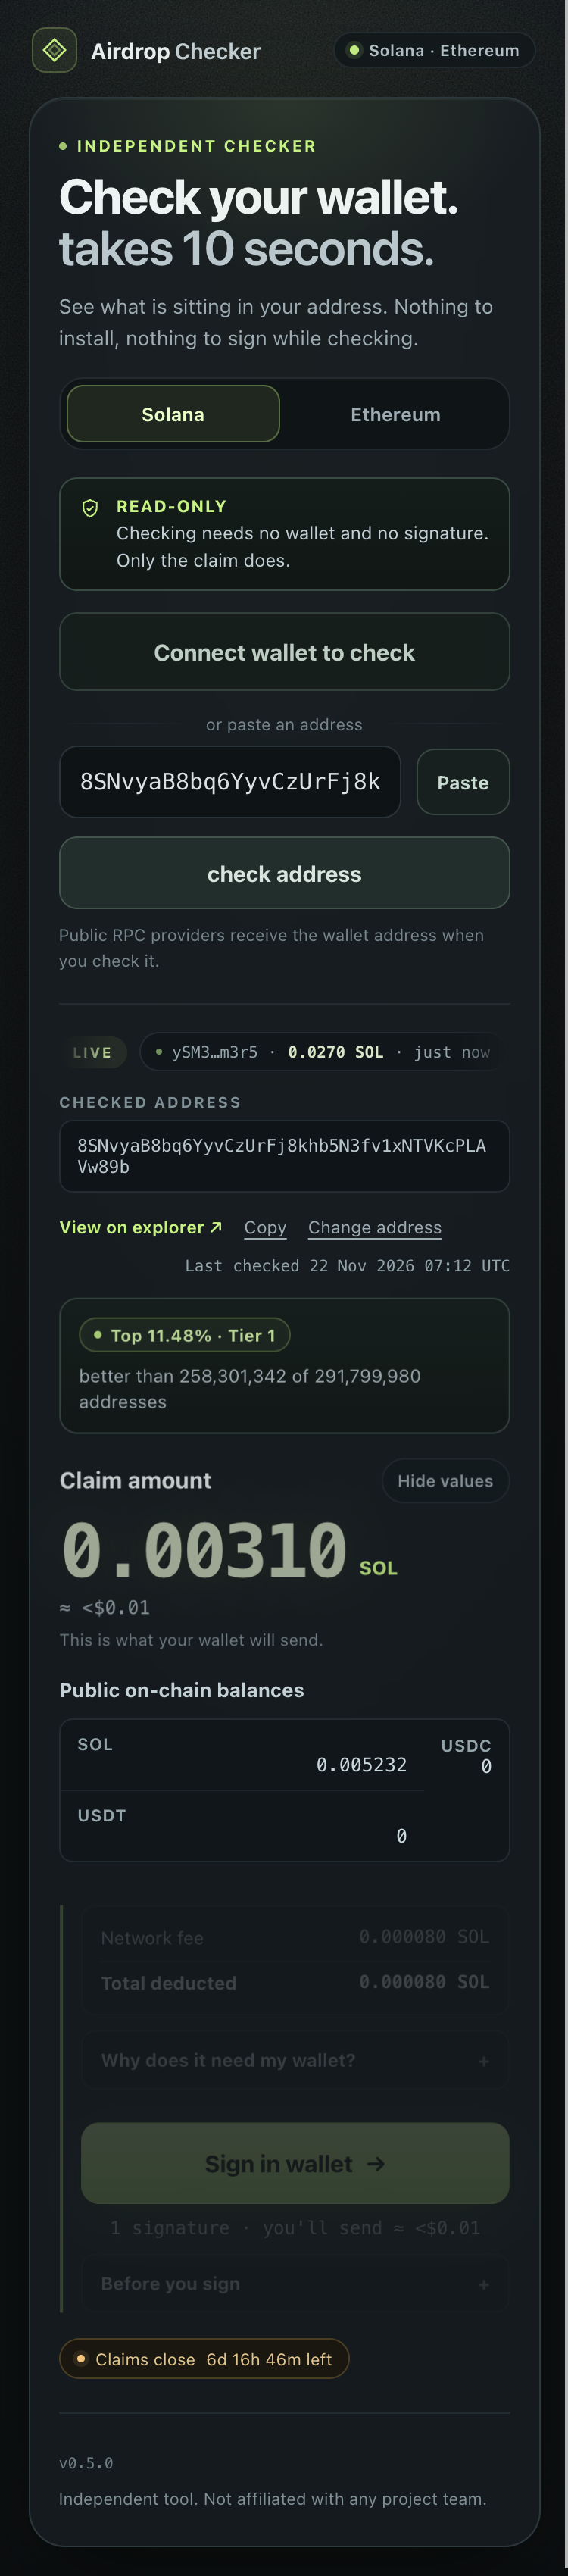 Airdrop Checker
Solana · Ethereum
INDEPENDENT CHECKER
Check your wallet.
takes 10 seconds.
See what is sitting in your address. Nothing to
install, nothing to sign while checking.
Solana
Ethereum
READ-ONLY
Checking needs no wallet and no signature.
Only the claim does.
Connect wallet to check
or paste an address
8SNvyaB8bq6YyvCzUrFj8k
Paste
check address
Public RPC providers receive the wallet address when
you check it.
LIVE
ySM3…m3r5 · 0.0270 SOL · just now
CHECKED ADDRESS
8SNvyaB8bq6YyvCzUrFj8khb5N3fv1xNTVKcPLA
Vw89b
View on explorer ↗ Copy Change address
Last checked 22 Nov 2026 07:12 UTC
Top 11.48% · Tier 1
better than 258,301,342 of 291,799,980
addresses
Claim amount
Hide values
0.00310 SOL
≈ <$0.01
This is what your wallet will send.
Public on-chain balances
SOL
0.005232
USDC
0
USDT
0
Network fee 0.000080 SOL
Total deducted 0.000080 SOL
Why does it need my wallet? +
Sign in wallet →
1 signature · you'll send ≈ <$0.01
Before you sign +
Claims close 6d 16h 46m left
v0.5.0
Independent tool. Not affiliated with any project team.